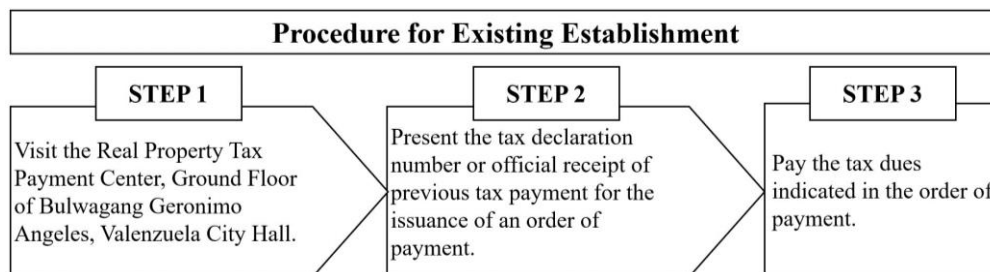 Procedure for Existing Establishment
STEP 1
Visit the Real Property Tax
Payment Center, Ground Floor
of Bulwagang Geronimo
Angeles, Valenzuela City Hall.
STEP 2
Present the tax declaration
number or official receipt of
previous tax payment for the
issuance of an order of
payment.
STEP 3
Pay the tax dues
indicated in the order of
payment.